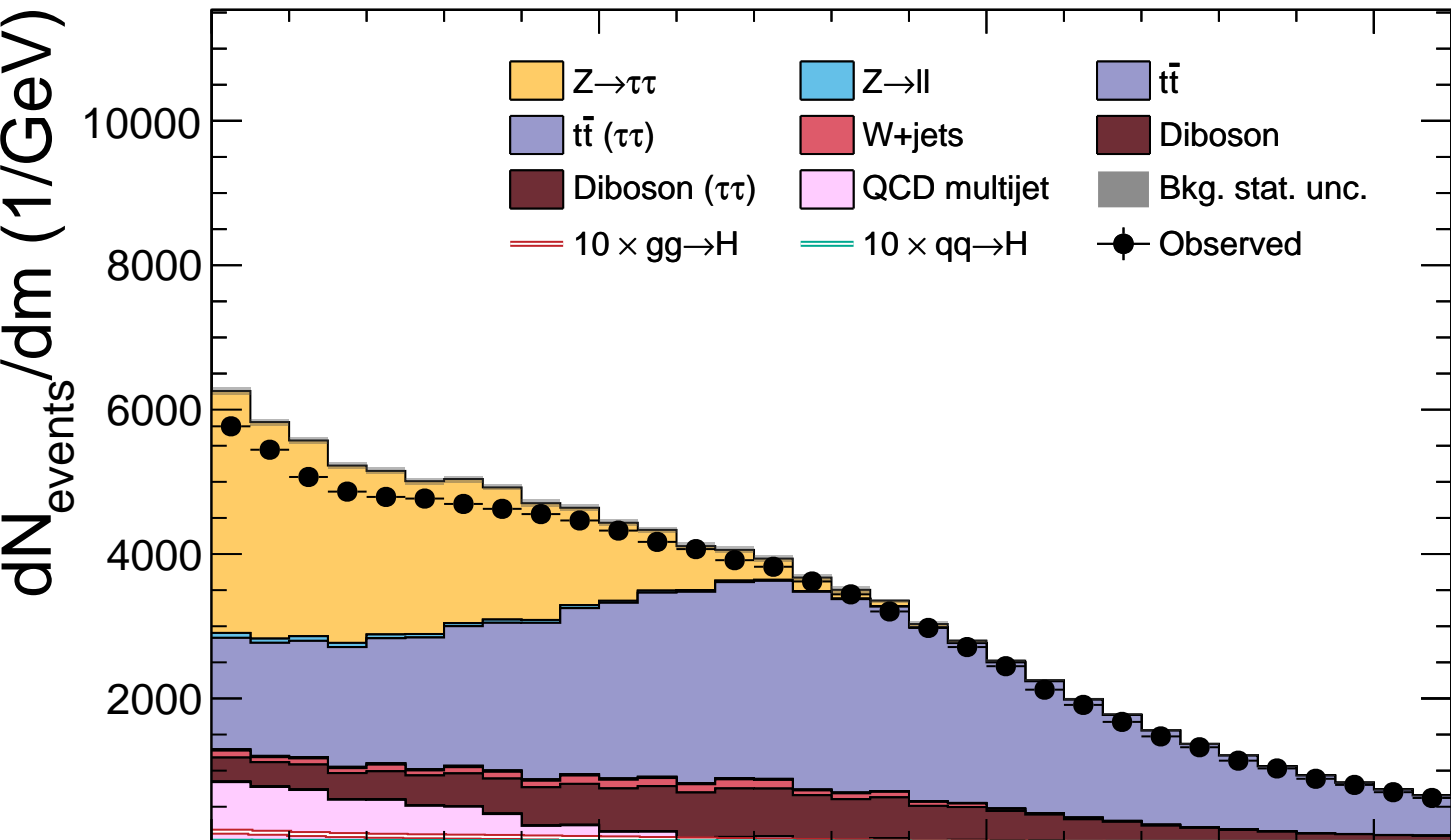 dN_events/dm (1/GeV)
10000
8000
6000
4000
2000
Z→ττ Z→ll tt̄
tt̄ (ττ) W+jets Diboson
Diboson (ττ) QCD multijet Bkg. stat. unc.
10 × gg→H 10 × qq→H Observed